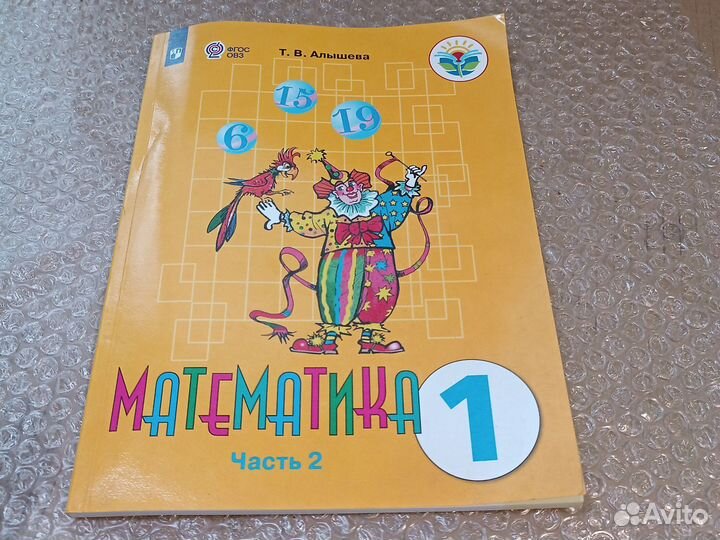 ФГОС
ОВЗ
Т. В. Алышева
15
19
6
МАТЕМАТИКА
1
Часть 2
Avito